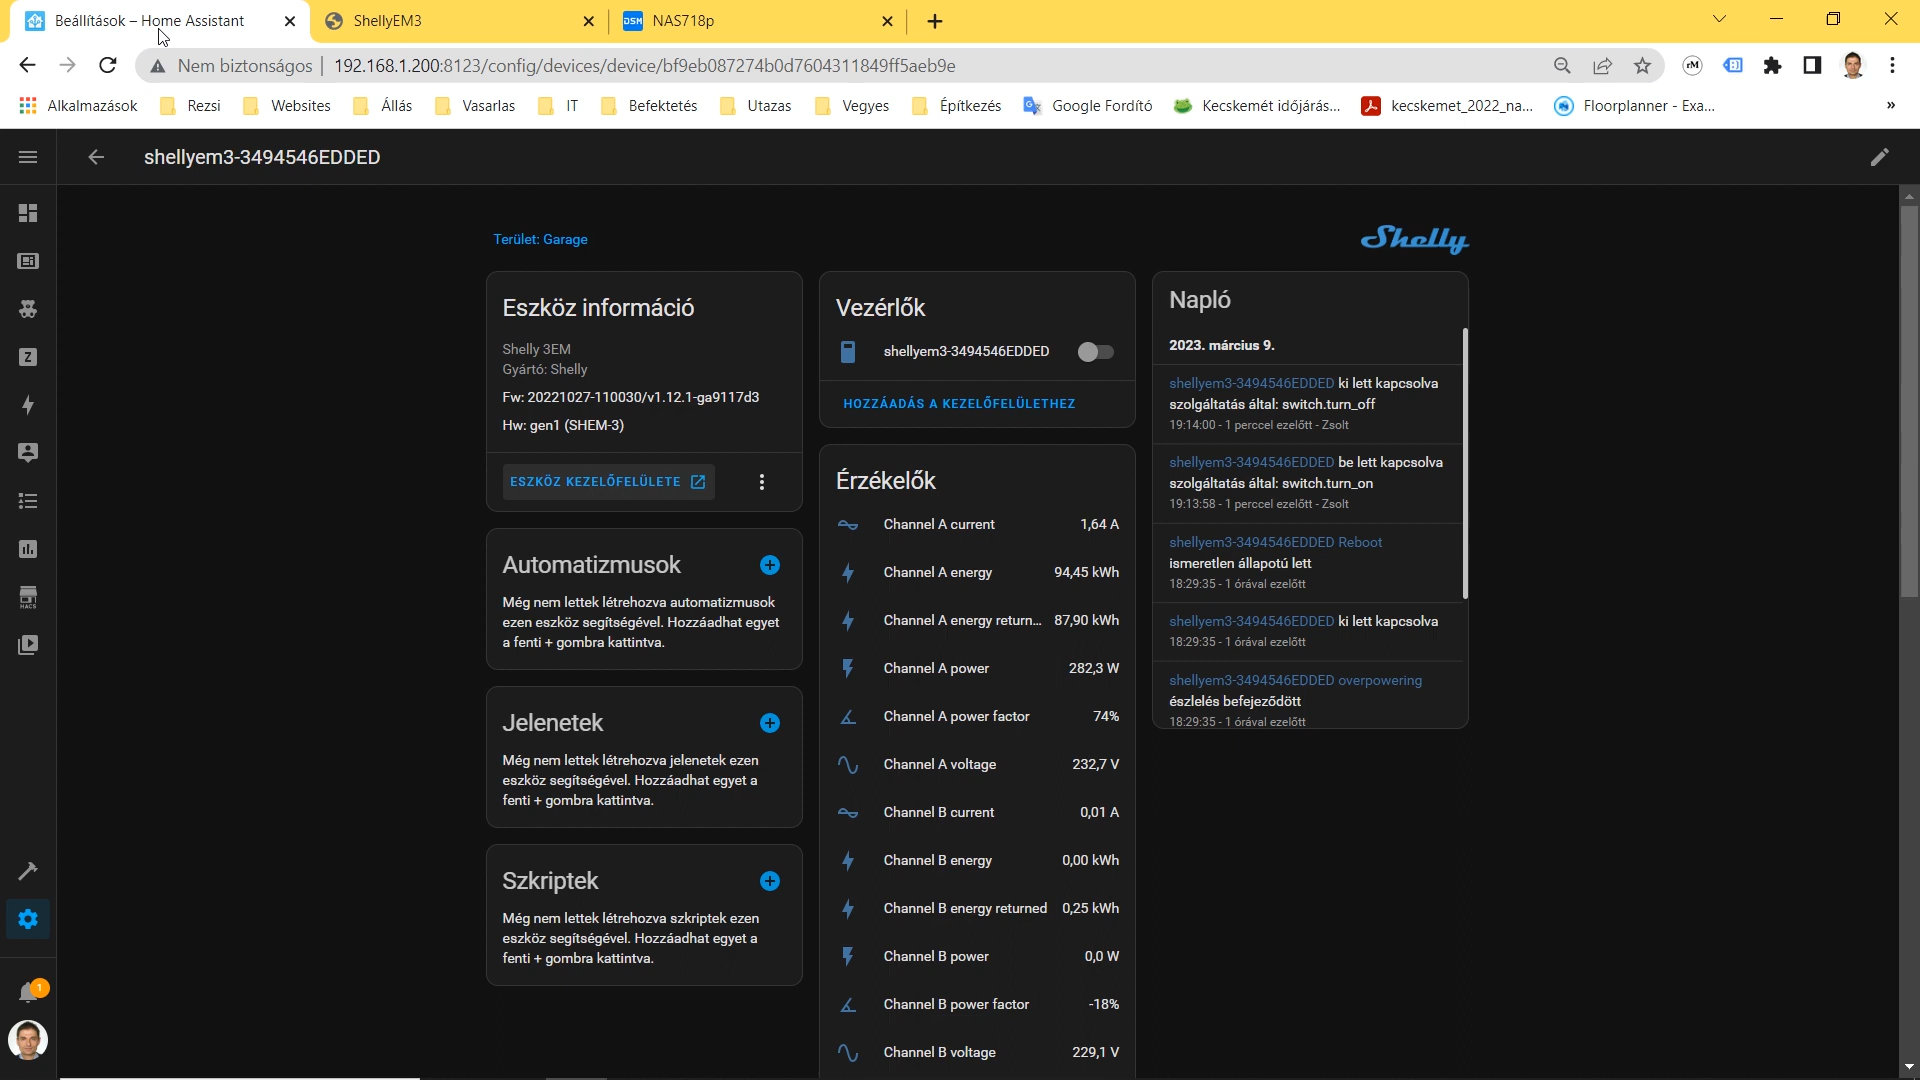 Beállítások – Home Assistant
ShellyEM3
DSM NAS718p
Nem biztonságos
192.168.1.200:8123/config/devices/device/bf9eb087274b0d7604311849ff5aeb9e
rM
Alkalmazások
Rezsi
Websites
Állás
Vasarlas
IT
Befektetés
Utazas
Vegyes
Építkezés
Google Fordító
Kecskemét időjárás...
kecskemet_2022_na...
Floorplanner - Exa...
»
shellyem3-3494546EDDED
Z
HACS
1
Terület: Garage
Shelly
Eszköz információ
Shelly 3EM
Gyártó: Shelly
Fw: 20221027-110030/v1.12.1-ga9117d3
Hw: gen1 (SHEM-3)
ESZKÖZ KEZELŐFELÜLETE
Automatizmusok
Még nem lettek létrehozva automatizmusok
ezen eszköz segítségével. Hozzáadhat egyet
a fenti + gombra kattintva.
Jelenetek
Még nem lettek létrehozva jelenetek ezen
eszköz segítségével. Hozzáadhat egyet a
fenti + gombra kattintva.
Szkriptek
Még nem lettek létrehozva szkriptek ezen
eszköz segítségével. Hozzáadhat egyet a
fenti + gombra kattintva.
Vezérlők
shellyem3-3494546EDDED
HOZZÁADÁS A KEZELŐFELÜLETHEZ
Érzékelők
Channel A current 1,64 A
Channel A energy 94,45 kWh
Channel A energy return... 87,90 kWh
Channel A power 282,3 W
Channel A power factor 74%
Channel A voltage 232,7 V
Channel B current 0,01 A
Channel B energy 0,00 kWh
Channel B energy returned 0,25 kWh
Channel B power 0,0 W
Channel B power factor -18%
Channel B voltage 229,1 V
Napló
2023. március 9.
shellyem3-3494546EDDED ki lett kapcsolva
szolgáltatás által: switch.turn_off
19:14:00 - 1 perccel ezelőtt - Zsolt
shellyem3-3494546EDDED be lett kapcsolva
szolgáltatás által: switch.turn_on
19:13:58 - 1 perccel ezelőtt - Zsolt
shellyem3-3494546EDDED Reboot
ismeretlen állapotú lett
18:29:35 - 1 órával ezelőtt
shellyem3-3494546EDDED ki lett kapcsolva
18:29:35 - 1 órával ezelőtt
shellyem3-3494546EDDED overpowering
észlelés befejeződött
18:29:35 - 1 órával ezelőtt